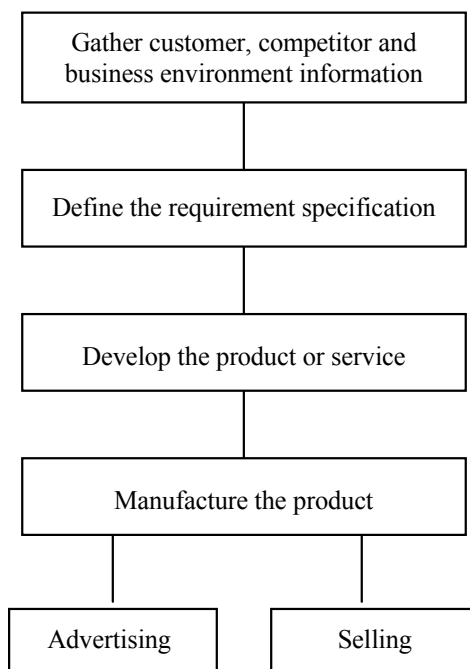 Gather customer, competitor and
business environment information
Define the requirement specification
Develop the product or service
Manufacture the product
Advertising
Selling